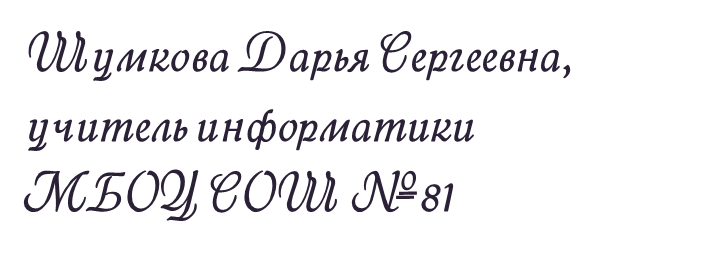 Шумкова Дарья Сергеевна,
учитель информатики
МБОУ СОШ №81